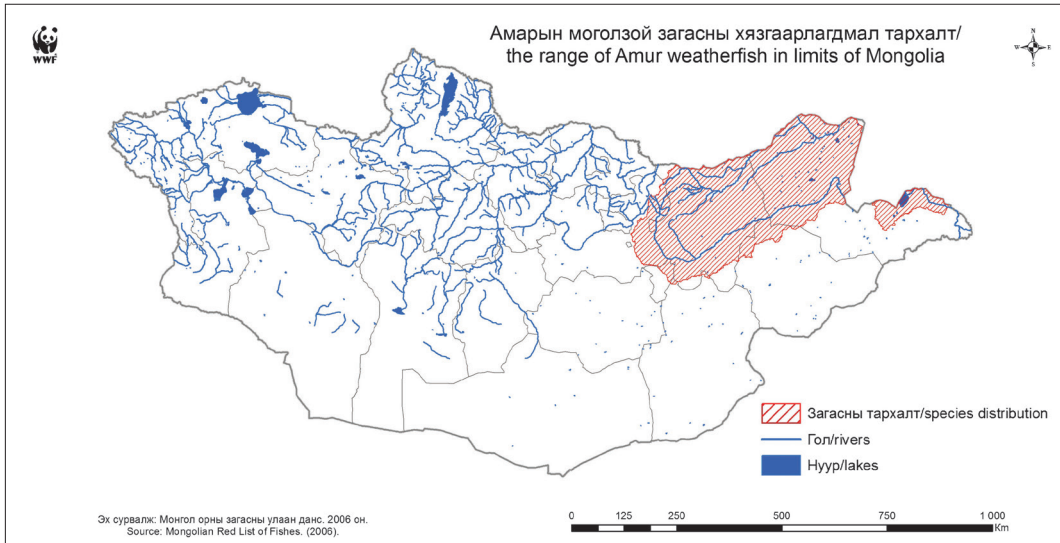 Амарын моголзой загасны хязгаарлагдмал тархалт/
the range of Amur weatherfish in limits of Mongolia
WWF
N
W E
S
Загасны тархалт/species distribution
Гол/rivers
Нуур/lakes
Эх сурвалж: Монгол орны загасны улаан данс. 2006 он.
Source: Mongolian Red List of Fishes. (2006).
0 125 250 500 750 1 000
Km